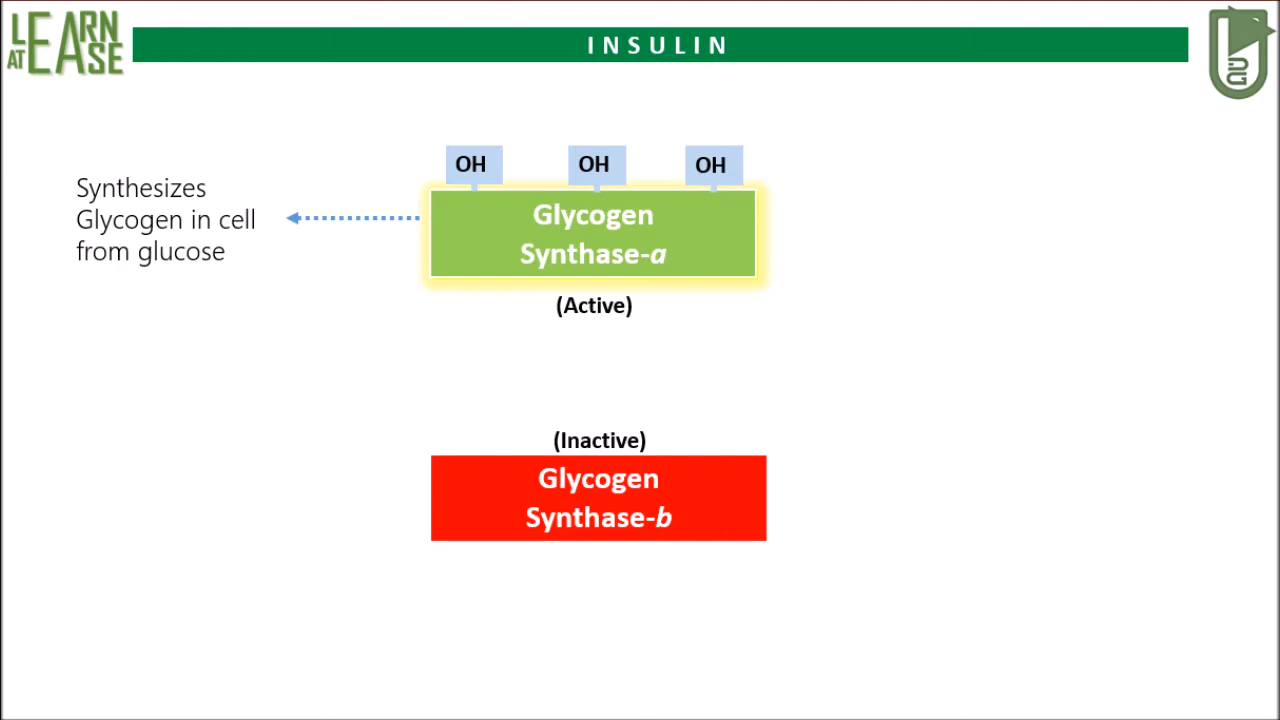 LEARN
AT EASE
INSULIN
OH OH OH
Synthesizes
Glycogen in cell
from glucose
Glycogen
Synthase-a
(Active)
(Inactive)
Glycogen
Synthase-b